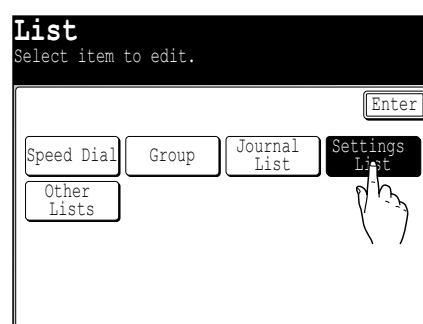 List
Select item to edit.
Enter
Speed Dial
Group
Journal
List
Settings
List
Other
Lists